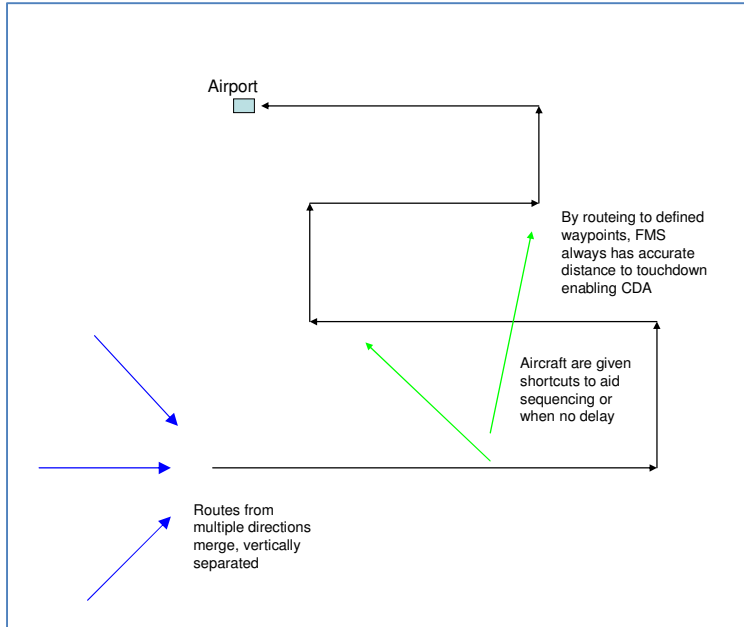 Airport
By routeing to defined
waypoints, FMS
always has accurate
distance to touchdown
enabling CDA
Aircraft are given
shortcuts to aid
sequencing or
when no delay
Routes from
multiple directions
merge, vertically
separated